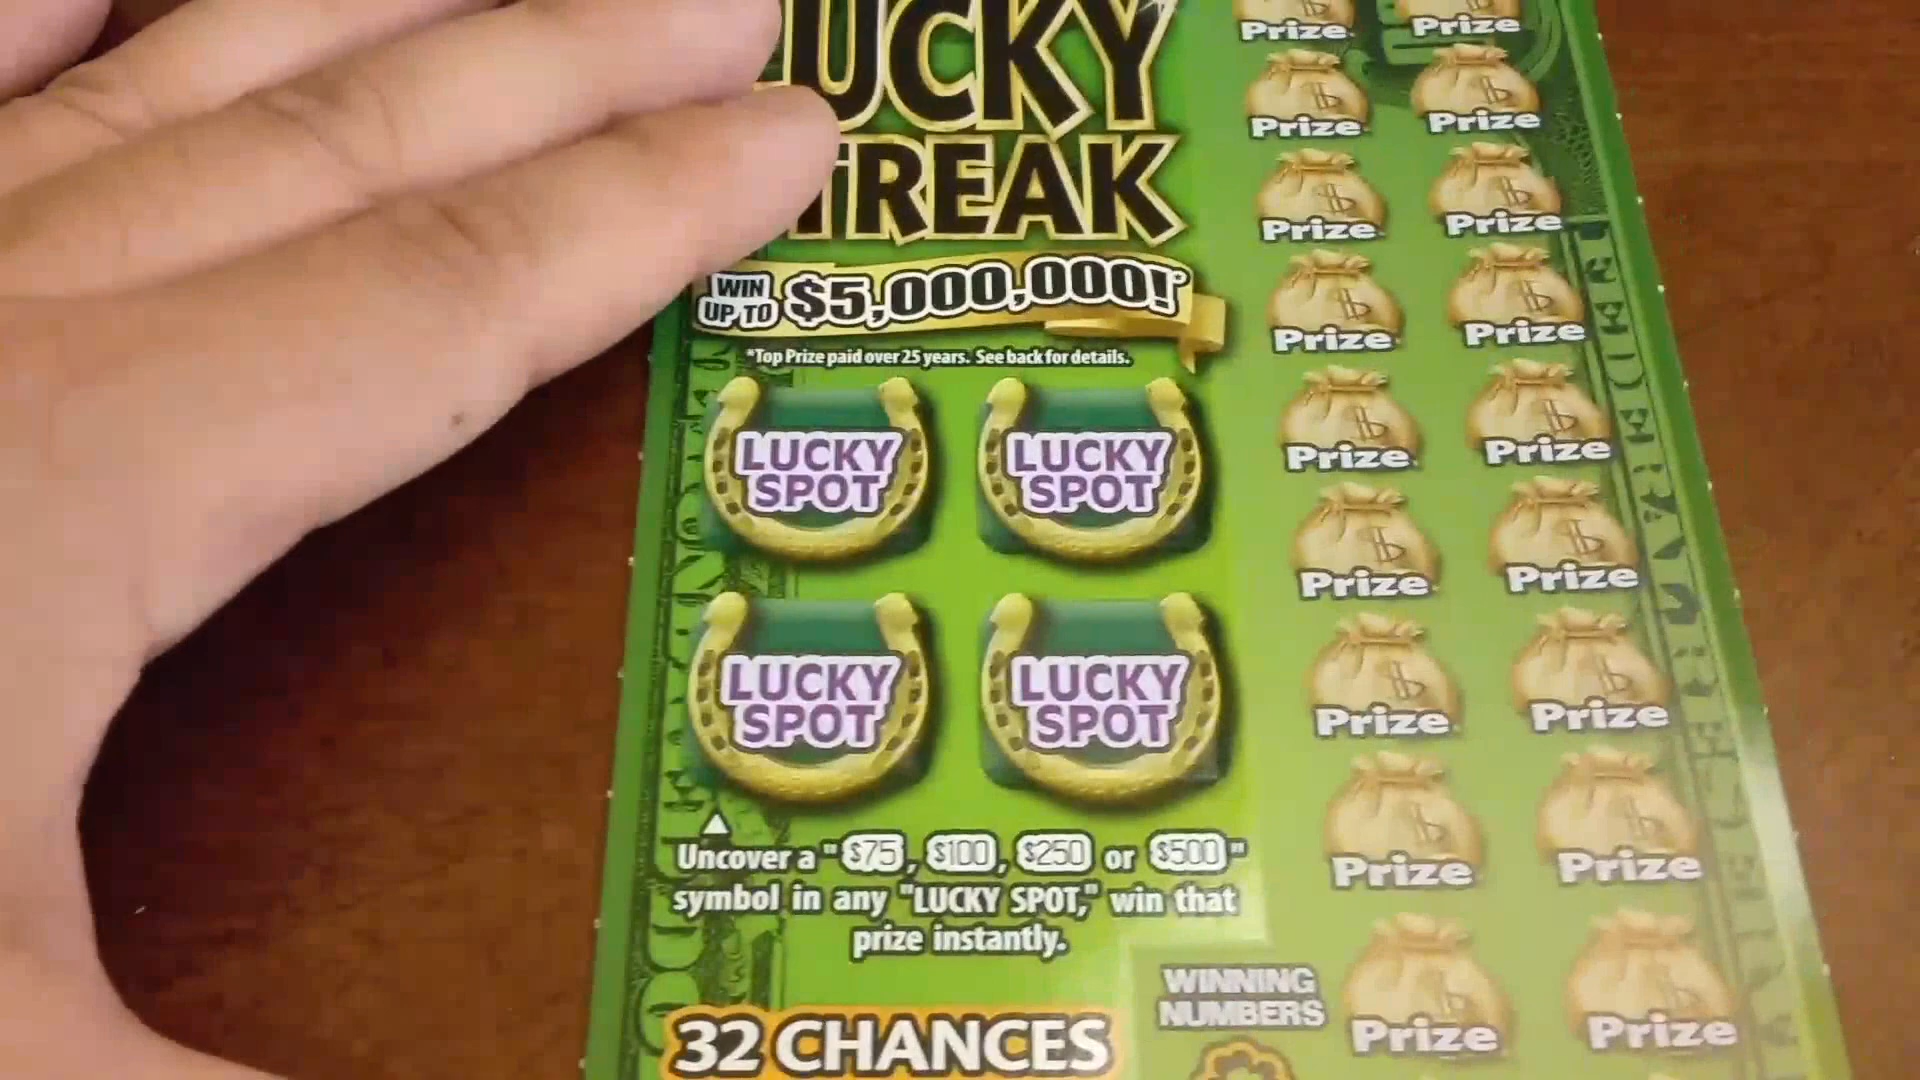 LUCKY
STREAK
WIN
UP TO $5,000,000!*
*Top Prize paid over 25 years. See back for details.
LUCKY
SPOT
LUCKY
SPOT
LUCKY
SPOT
LUCKY
SPOT
Uncover a "$75, $100, $250 or $500"
symbol in any "LUCKY SPOT," win that
prize instantly.
32 CHANCES
WINNING
NUMBERS
Prize Prize
Prize Prize
Prize Prize
Prize Prize
Prize Prize
Prize Prize
Prize Prize
Prize Prize
Prize Prize